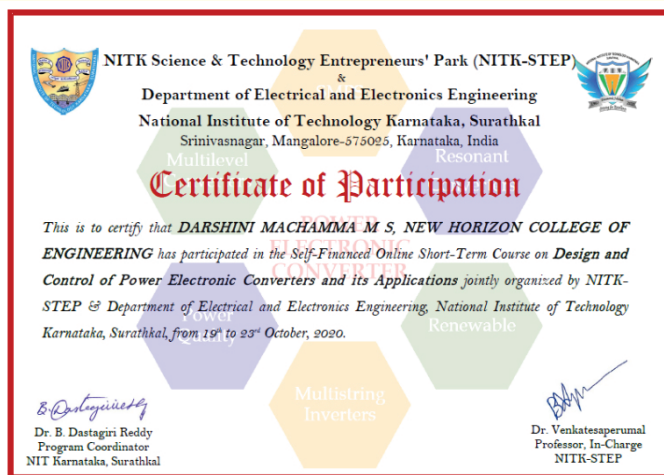 NITK Science & Technology Entrepreneurs' Park (NITK-STEP)
&
Department of Electrical and Electronics Engineering
National Institute of Technology Karnataka, Surathkal
Srinivasnagar, Mangalore-575025, Karnataka, India
Multilevel
Resonant
Certificate of Participation
This is to certify that DARSHINI MACHAMMA M S, NEW HORIZON COLLEGE OF
POWER
ENGINEERING has participated in the Self-Financed Online Short-Term Course on Design and
ELECTRONIC
Control of Power Electronic Converters and its Applications jointly organized by NITK-
CONVERTER
STEP & Department of Electrical and Electronics Engineering, National Institute of Technology
Karnataka, Surathkal, from 19th to 23rd October, 2020.
Power
Quality
Renewable
Multistring
Inverters
Dr. B. Dastagiri Reddy
Program Coordinator
NIT Karnataka, Surathkal
Dr. Venkatesaperumal
Professor, In-Charge
NITK-STEP